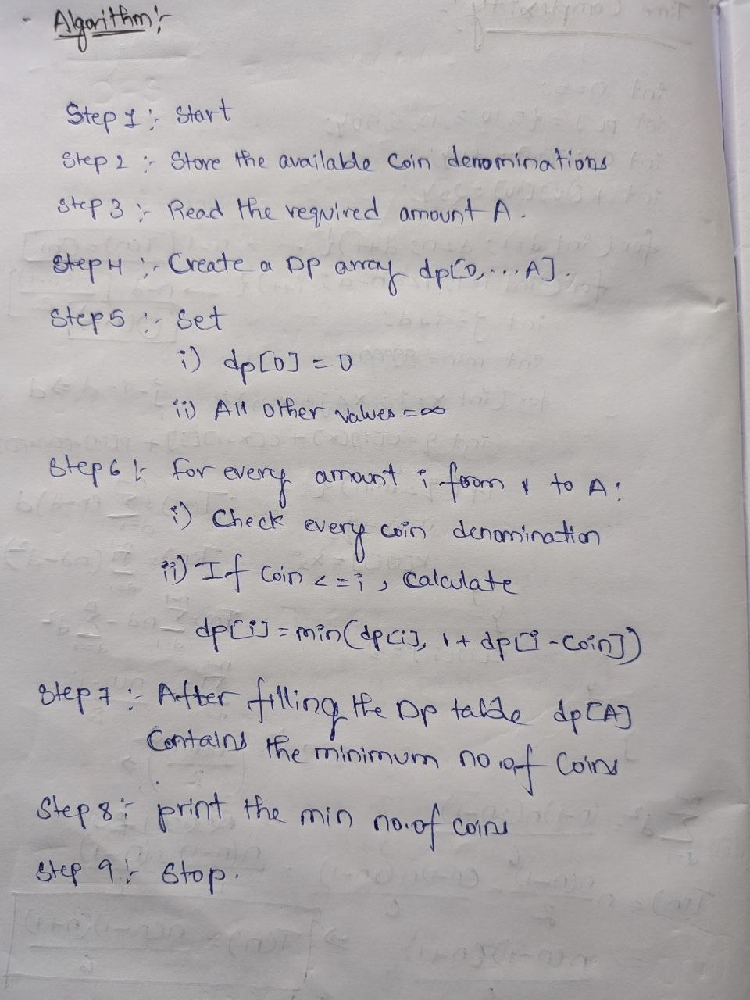 Algorithm:-
Step 1:- Start
Step 2:- Store the available Coin denominations
Step 3:- Read the required amount A.
Step 4:- Create a DP array dp[0,...A].
Step 5:- Set
i) dp[0] = 0
ii) All other values = ∞
Step 6:- For every amount i from 1 to A:
i) Check every coin denomination
ii) If Coin <= i, Calculate
dp[i] = min(dp[i], 1 + dp[i - Coin])
Step 7:- After filling the DP table dp[A]
Contains the minimum no.of Coins
Step 8:- print the min no.of coins
Step 9:- Stop.